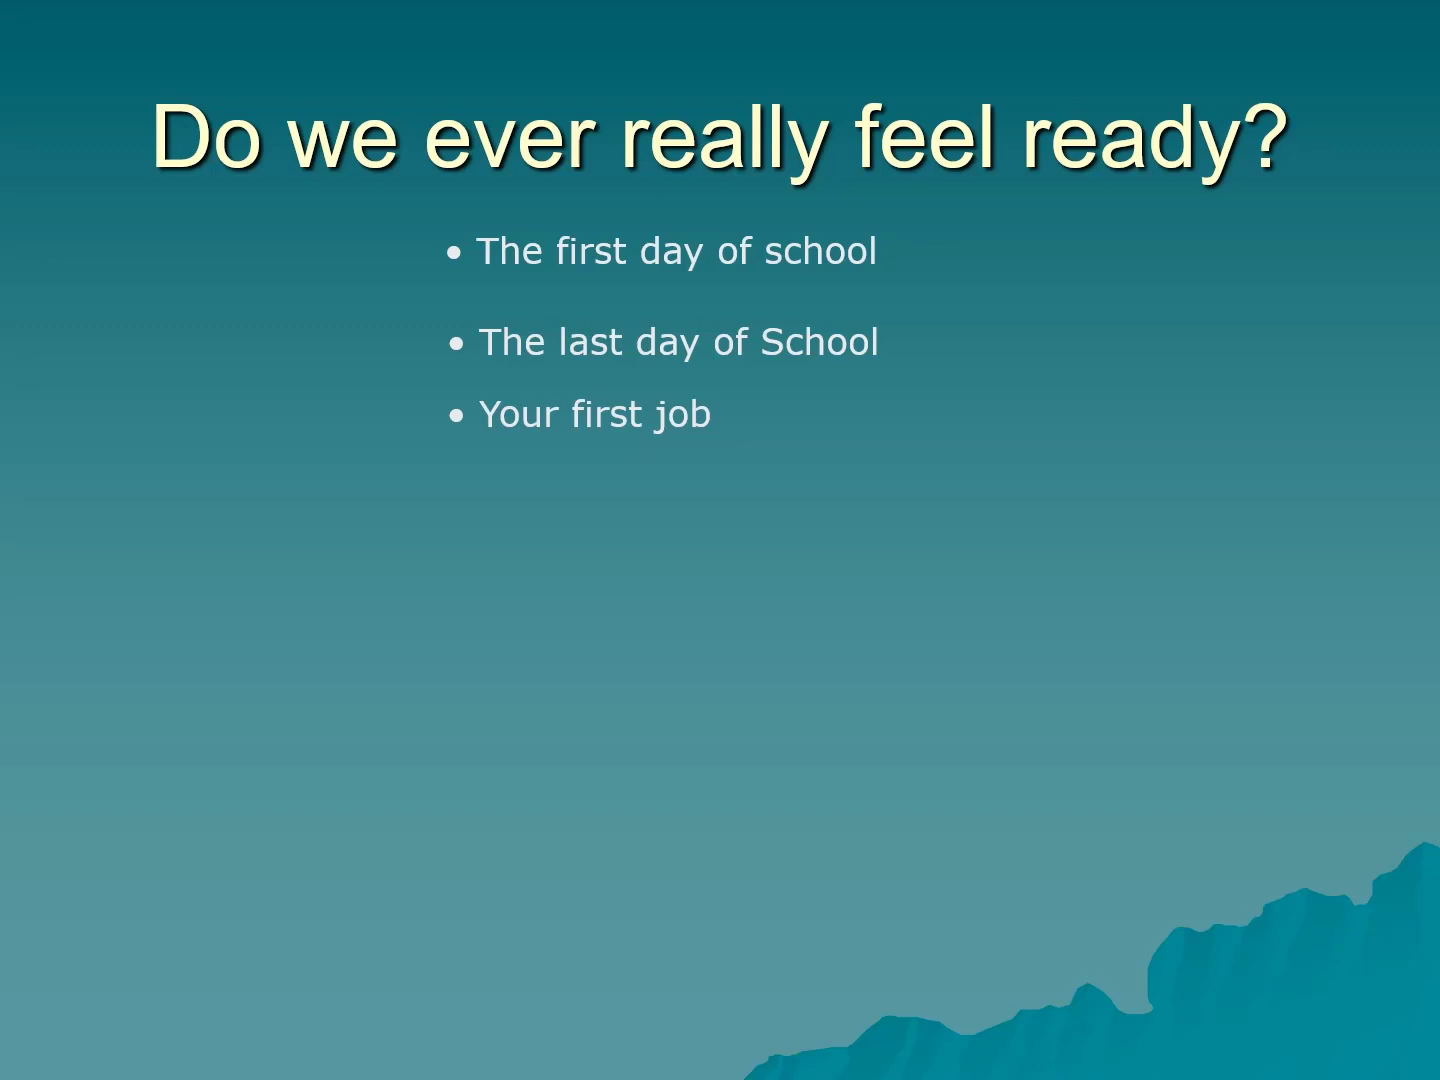 Do we ever really feel ready?
• The first day of school
• The last day of School
• Your first job